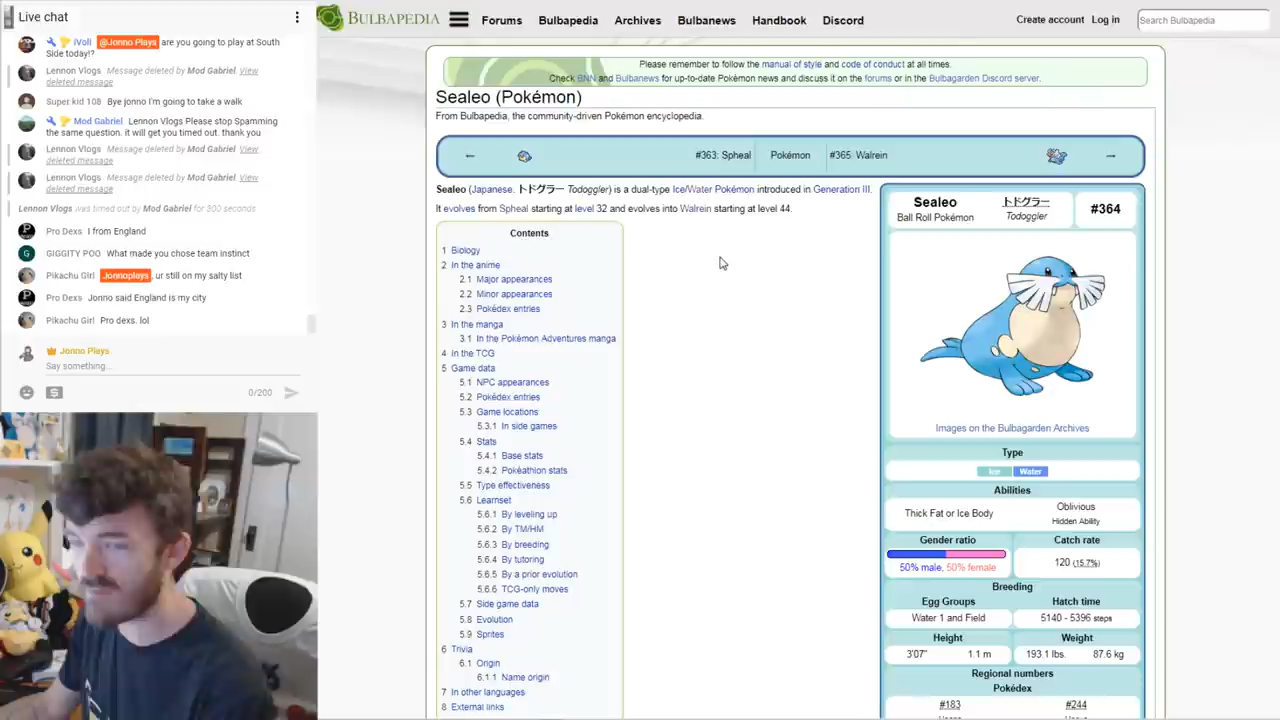 Live chat
iVoli @Jonno Plays are you going to play at South
Side today!?
Lennon Vlogs Message deleted by Mod Gabriel. View
deleted message
Super kid 108 Bye jonno I'm going to take a walk
Mod Gabriel Lennon Vlogs Please stop Spamming
the same question. it will get you timed out. thank you
Lennon Vlogs Message deleted by Mod Gabriel. View
deleted message
Lennon Vlogs Message deleted by Mod Gabriel. View
deleted message
Lennon Vlogs was timed out by Mod Gabriel for 300 seconds
Pro Dexs I from England
GIGGITY POO What made you chose team instinct
Pikachu Girl Jonnoplays, ur still on my salty list
Pro Dexs Jonno said England is my city
Pikachu Girl Pro dexs. lol
Jonno Plays
Say something...
0/200
BULBAPEDIA
Forums Bulbapedia Archives Bulbanews Handbook Discord
Create account Log in Search Bulbapedia
Please remember to follow the manual of style and code of conduct at all times.
Check BNN and Bulbanews for up-to-date Pokémon news and discuss it on the forums or in the Bulbagarden Discord server.
Sealeo (Pokémon)
From Bulbapedia, the community-driven Pokémon encyclopedia.
← #363: Spheal Pokémon #365: Walrein →
Sealeo (Japanese: トドグラー Todoggler) is a dual-type Ice/Water Pokémon introduced in Generation III.
It evolves from Spheal starting at level 32 and evolves into Walrein starting at level 44.
Contents
1 Biology
2 In the anime
2.1 Major appearances
2.2 Minor appearances
2.3 Pokédex entries
3 In the manga
3.1 In the Pokémon Adventures manga
4 In the TCG
5 Game data
5.1 NPC appearances
5.2 Pokédex entries
5.3 Game locations
5.3.1 In side games
5.4 Stats
5.4.1 Base stats
5.4.2 Pokéathlon stats
5.5 Type effectiveness
5.6 Learnset
5.6.1 By leveling up
5.6.2 By TM/HM
5.6.3 By breeding
5.6.4 By tutoring
5.6.5 By a prior evolution
5.6.6 TCG-only moves
5.7 Side game data
5.8 Evolution
5.9 Sprites
6 Trivia
6.1 Origin
6.1.1 Name origin
7 In other languages
8 External links
Sealeo
Ball Roll Pokémon
トドグラー
Todoggler
#364
Images on the Bulbagarden Archives
Type
Ice Water
Abilities
Thick Fat or Ice Body
Oblivious
Hidden Ability
Gender ratio
50% male, 50% female
Catch rate
120 (15.7%)
Breeding
Egg Groups
Water 1 and Field
Hatch time
5140 - 5396 steps
Height
3'07" 1.1 m
Weight
193.1 lbs. 87.6 kg
Regional numbers
Pokédex
#183 #244